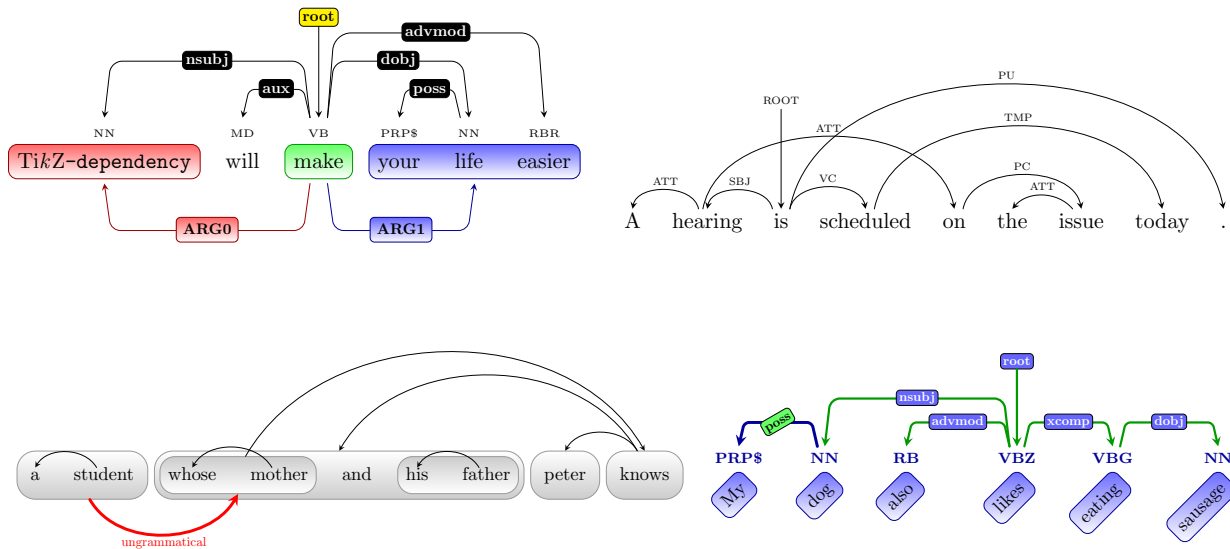 root
advmod
nsubj dobj
aux poss
NN MD VB PRP$ NN RBR
TikZ-dependency will make your life easier
ARG0 ARG1
PU
ROOT
TMP
ATT
PC
ATT SBJ VC ATT
A hearing is scheduled on the issue today .
a student whose mother and his father peter knows
ungrammatical
root
nsubj
poss advmod xcomp dobj
PRP$ NN RB VBZ VBG NN
My dog also likes eating sausage